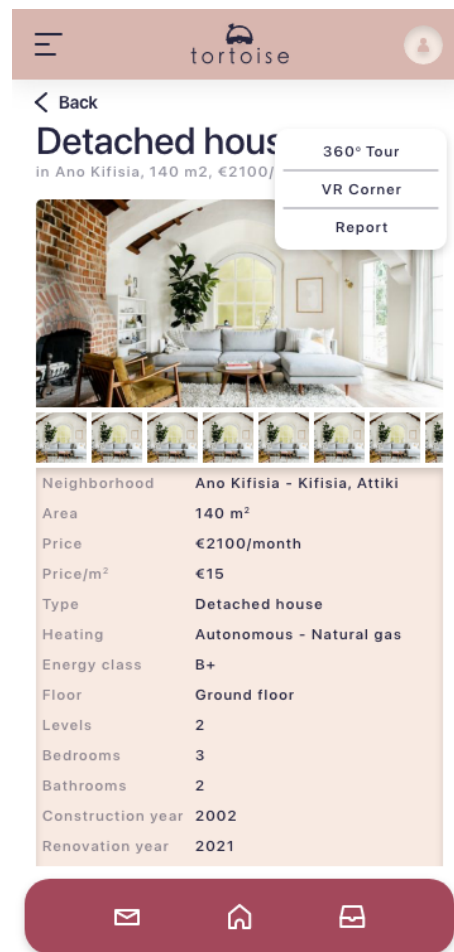 tortoise
Back
Detached hous
360° Tour
in Ano Kifisia, 140 m2, €2100/
VR Corner
Report
Neighborhood Ano Kifisia - Kifisia, Attiki
Area 140 m²
Price €2100/month
Price/m² €15
Type Detached house
Heating Autonomous - Natural gas
Energy class B+
Floor Ground floor
Levels 2
Bedrooms 3
Bathrooms 2
Construction year 2002
Renovation year 2021